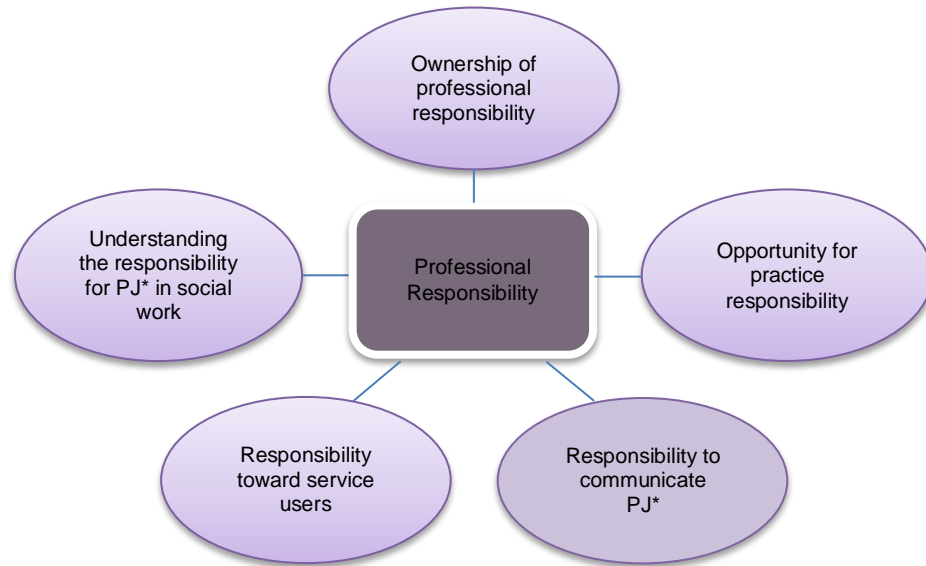 Ownership of
professional
responsibility
Understanding
the responsibility
for PJ* in social
work
Professional
Responsibility
Opportunity for
practice
responsibility
Responsibility
toward service
users
Responsibility to
communicate
PJ*